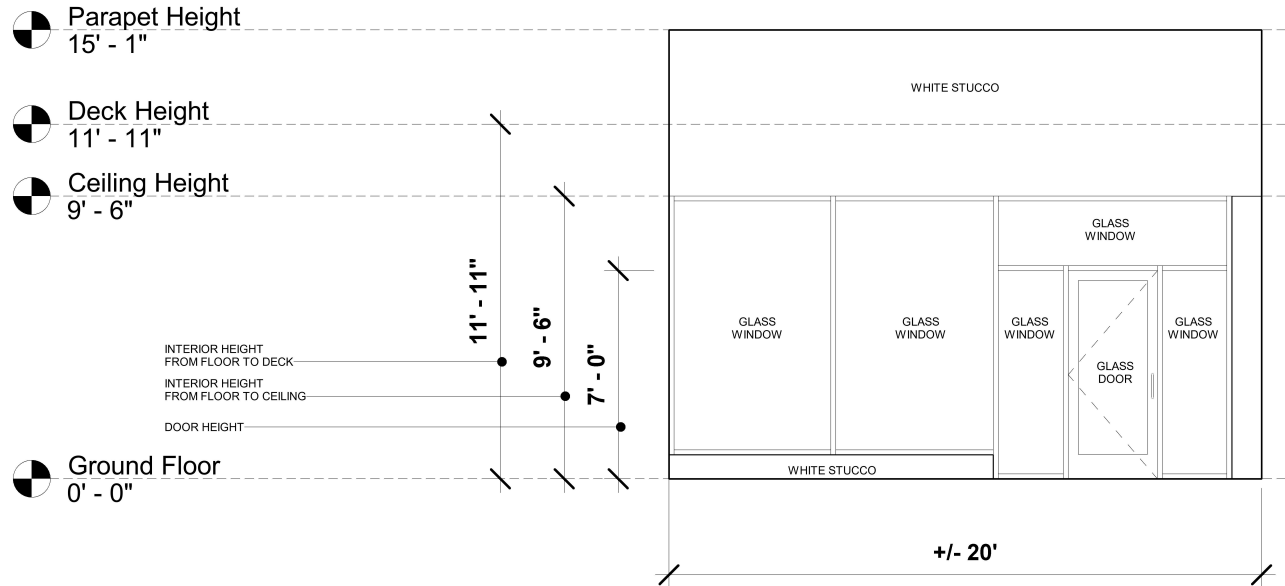 Parapet Height
15' - 1"
WHITE STUCCO
Deck Height
11' - 11"
Ceiling Height
9' - 6"
GLASS
WINDOW
11' - 11"
9' - 6"
7' - 0"
GLASS
WINDOW
GLASS
WINDOW
GLASS
WINDOW
GLASS
WINDOW
GLASS
DOOR
INTERIOR HEIGHT
FROM FLOOR TO DECK
INTERIOR HEIGHT
FROM FLOOR TO CEILING
DOOR HEIGHT
Ground Floor
0' - 0"
WHITE STUCCO
+/- 20'